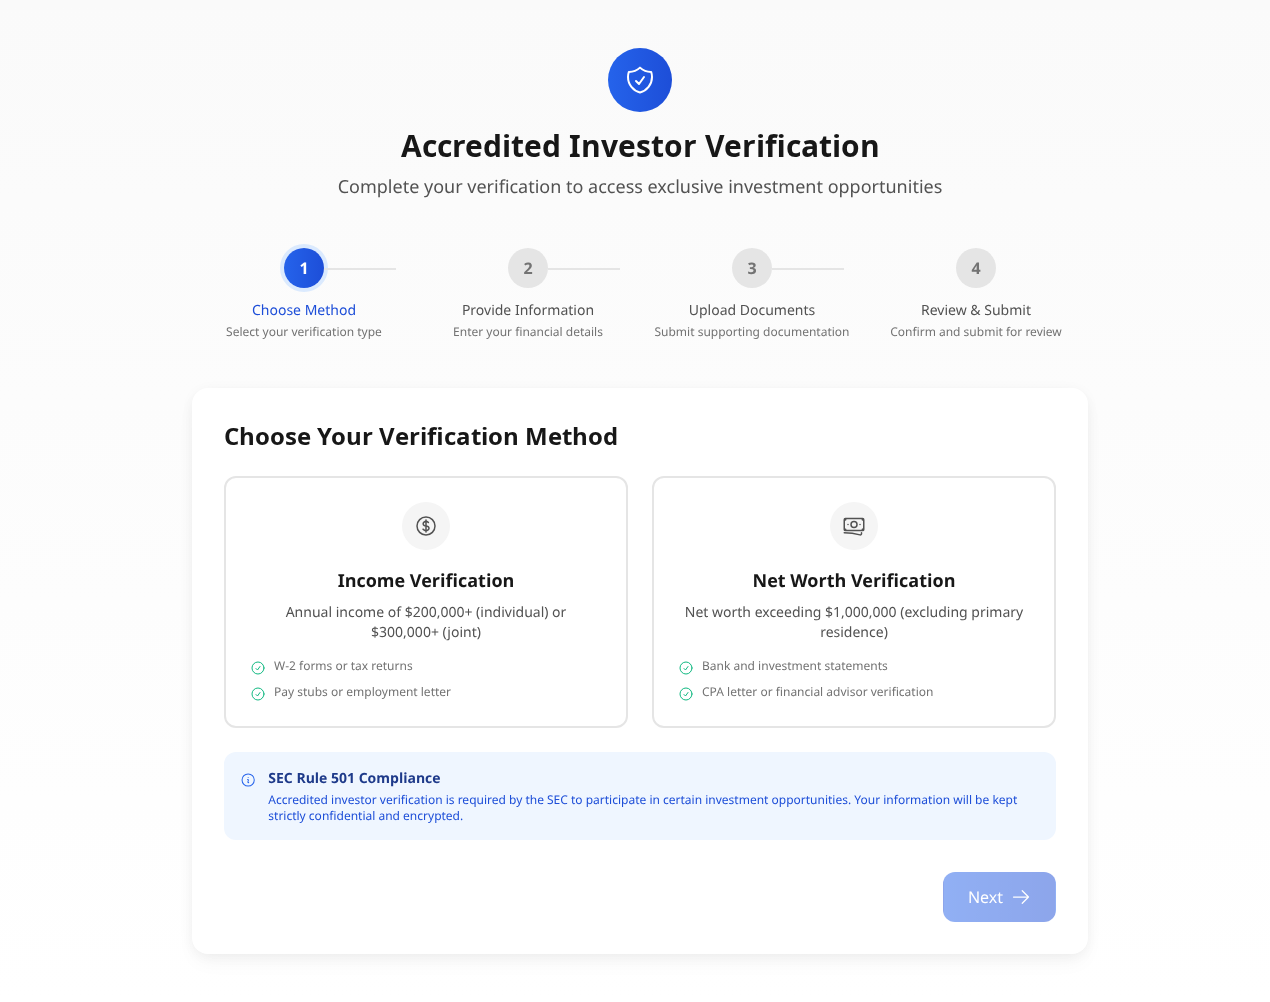 Accredited Investor Verification
Complete your verification to access exclusive investment opportunities
1
2
3
4
Choose Method
Provide Information
Upload Documents
Review & Submit
Select your verification type
Enter your financial details
Submit supporting documentation
Confirm and submit for review
Choose Your Verification Method
Income Verification
Annual income of $200,000+ (individual) or
$300,000+ (joint)
W-2 forms or tax returns
Pay stubs or employment letter
Net Worth Verification
Net worth exceeding $1,000,000 (excluding primary
residence)
Bank and investment statements
CPA letter or financial advisor verification
SEC Rule 501 Compliance
Accredited investor verification is required by the SEC to participate in certain investment opportunities. Your information will be kept
strictly confidential and encrypted.
Next